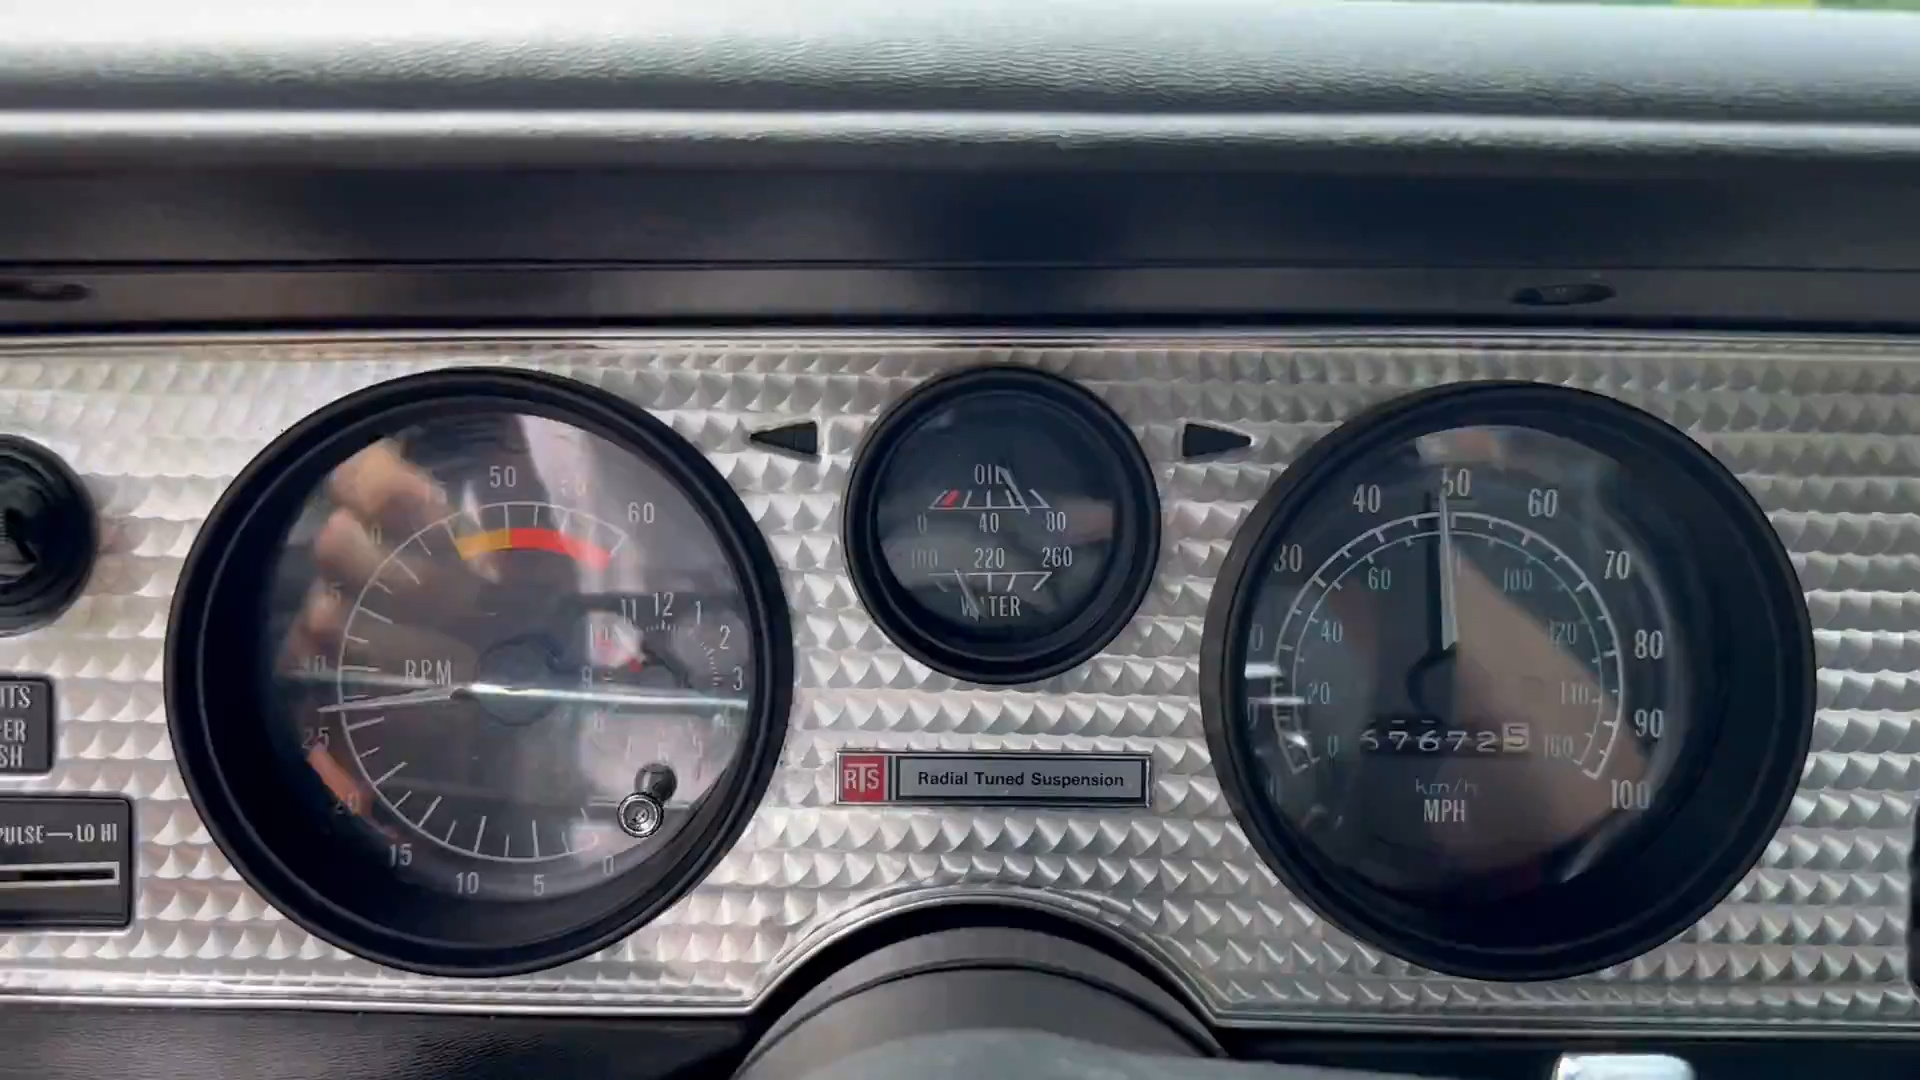 50
60
11 12 1
2
3
RPM
25
20
15
10
5
0
OIL
0 40 80
100 220 260
WATER
RTS Radial Tuned Suspension
30 40 50 60 70 80 90 100
20 40 60 100 120
km/h
MPH
PULSE—LO HI